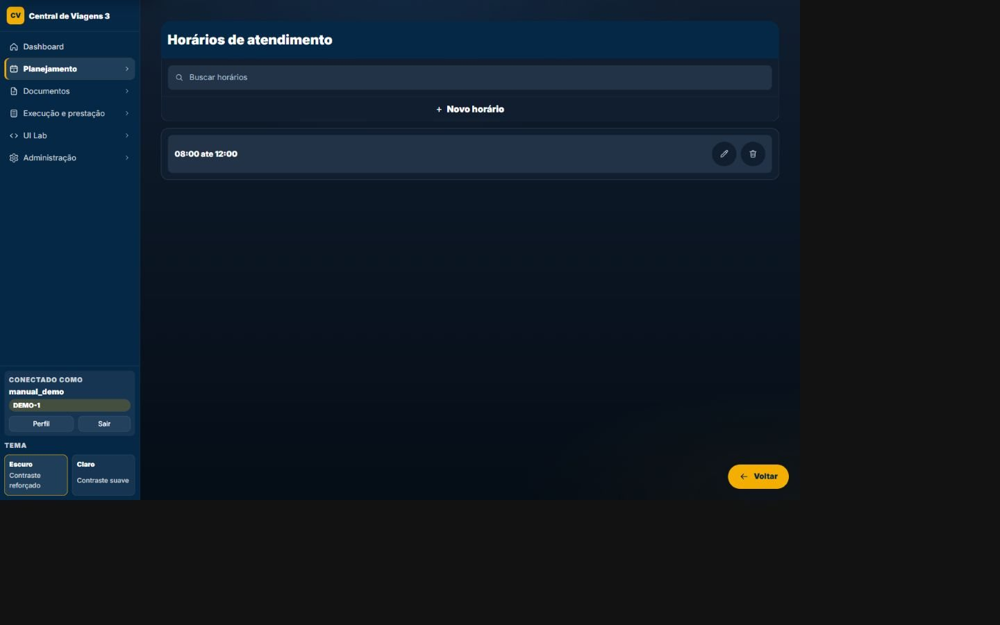 CV Central de Viagens 3
Dashboard
Planejamento
Documentos
Execução e prestação
UI Lab
Administração
CONECTADO COMO
manual_demo
DEMO-1
Perfil Sair
TEMA
Escuro
Contraste
reforçado
Claro
Contraste suave
Horários de atendimento
Buscar horários
+ Novo horário
08:00 ate 12:00
← Voltar